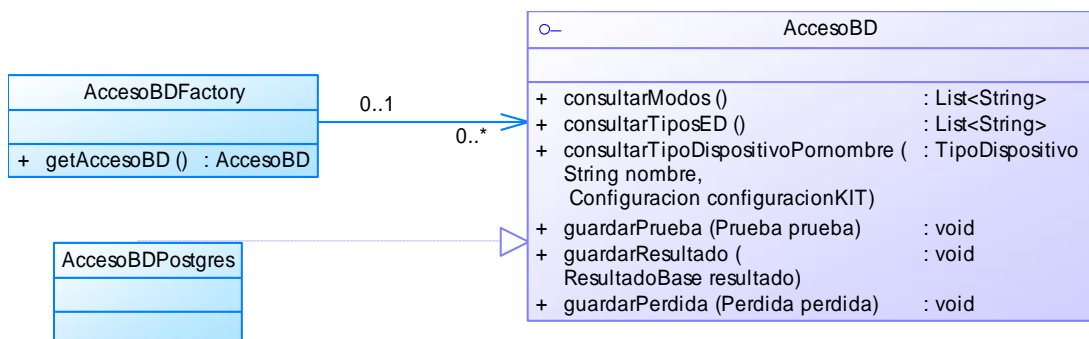 AccesoBDFactory
+ getAccesoBD () : AccesoBD
0..1
0..*
AccesoBDPostgres
AccesoBD
+ consultarModos () : List<String>
+ consultarTiposED () : List<String>
+ consultarTipoDispositivoPornombre ( : TipoDispositivo
String nombre,
Configuracion configuracionKIT)
+ guardarPrueba (Prueba prueba) : void
+ guardarResultado ( : void
ResultadoBase resultado)
+ guardarPerdida (Perdida perdida) : void